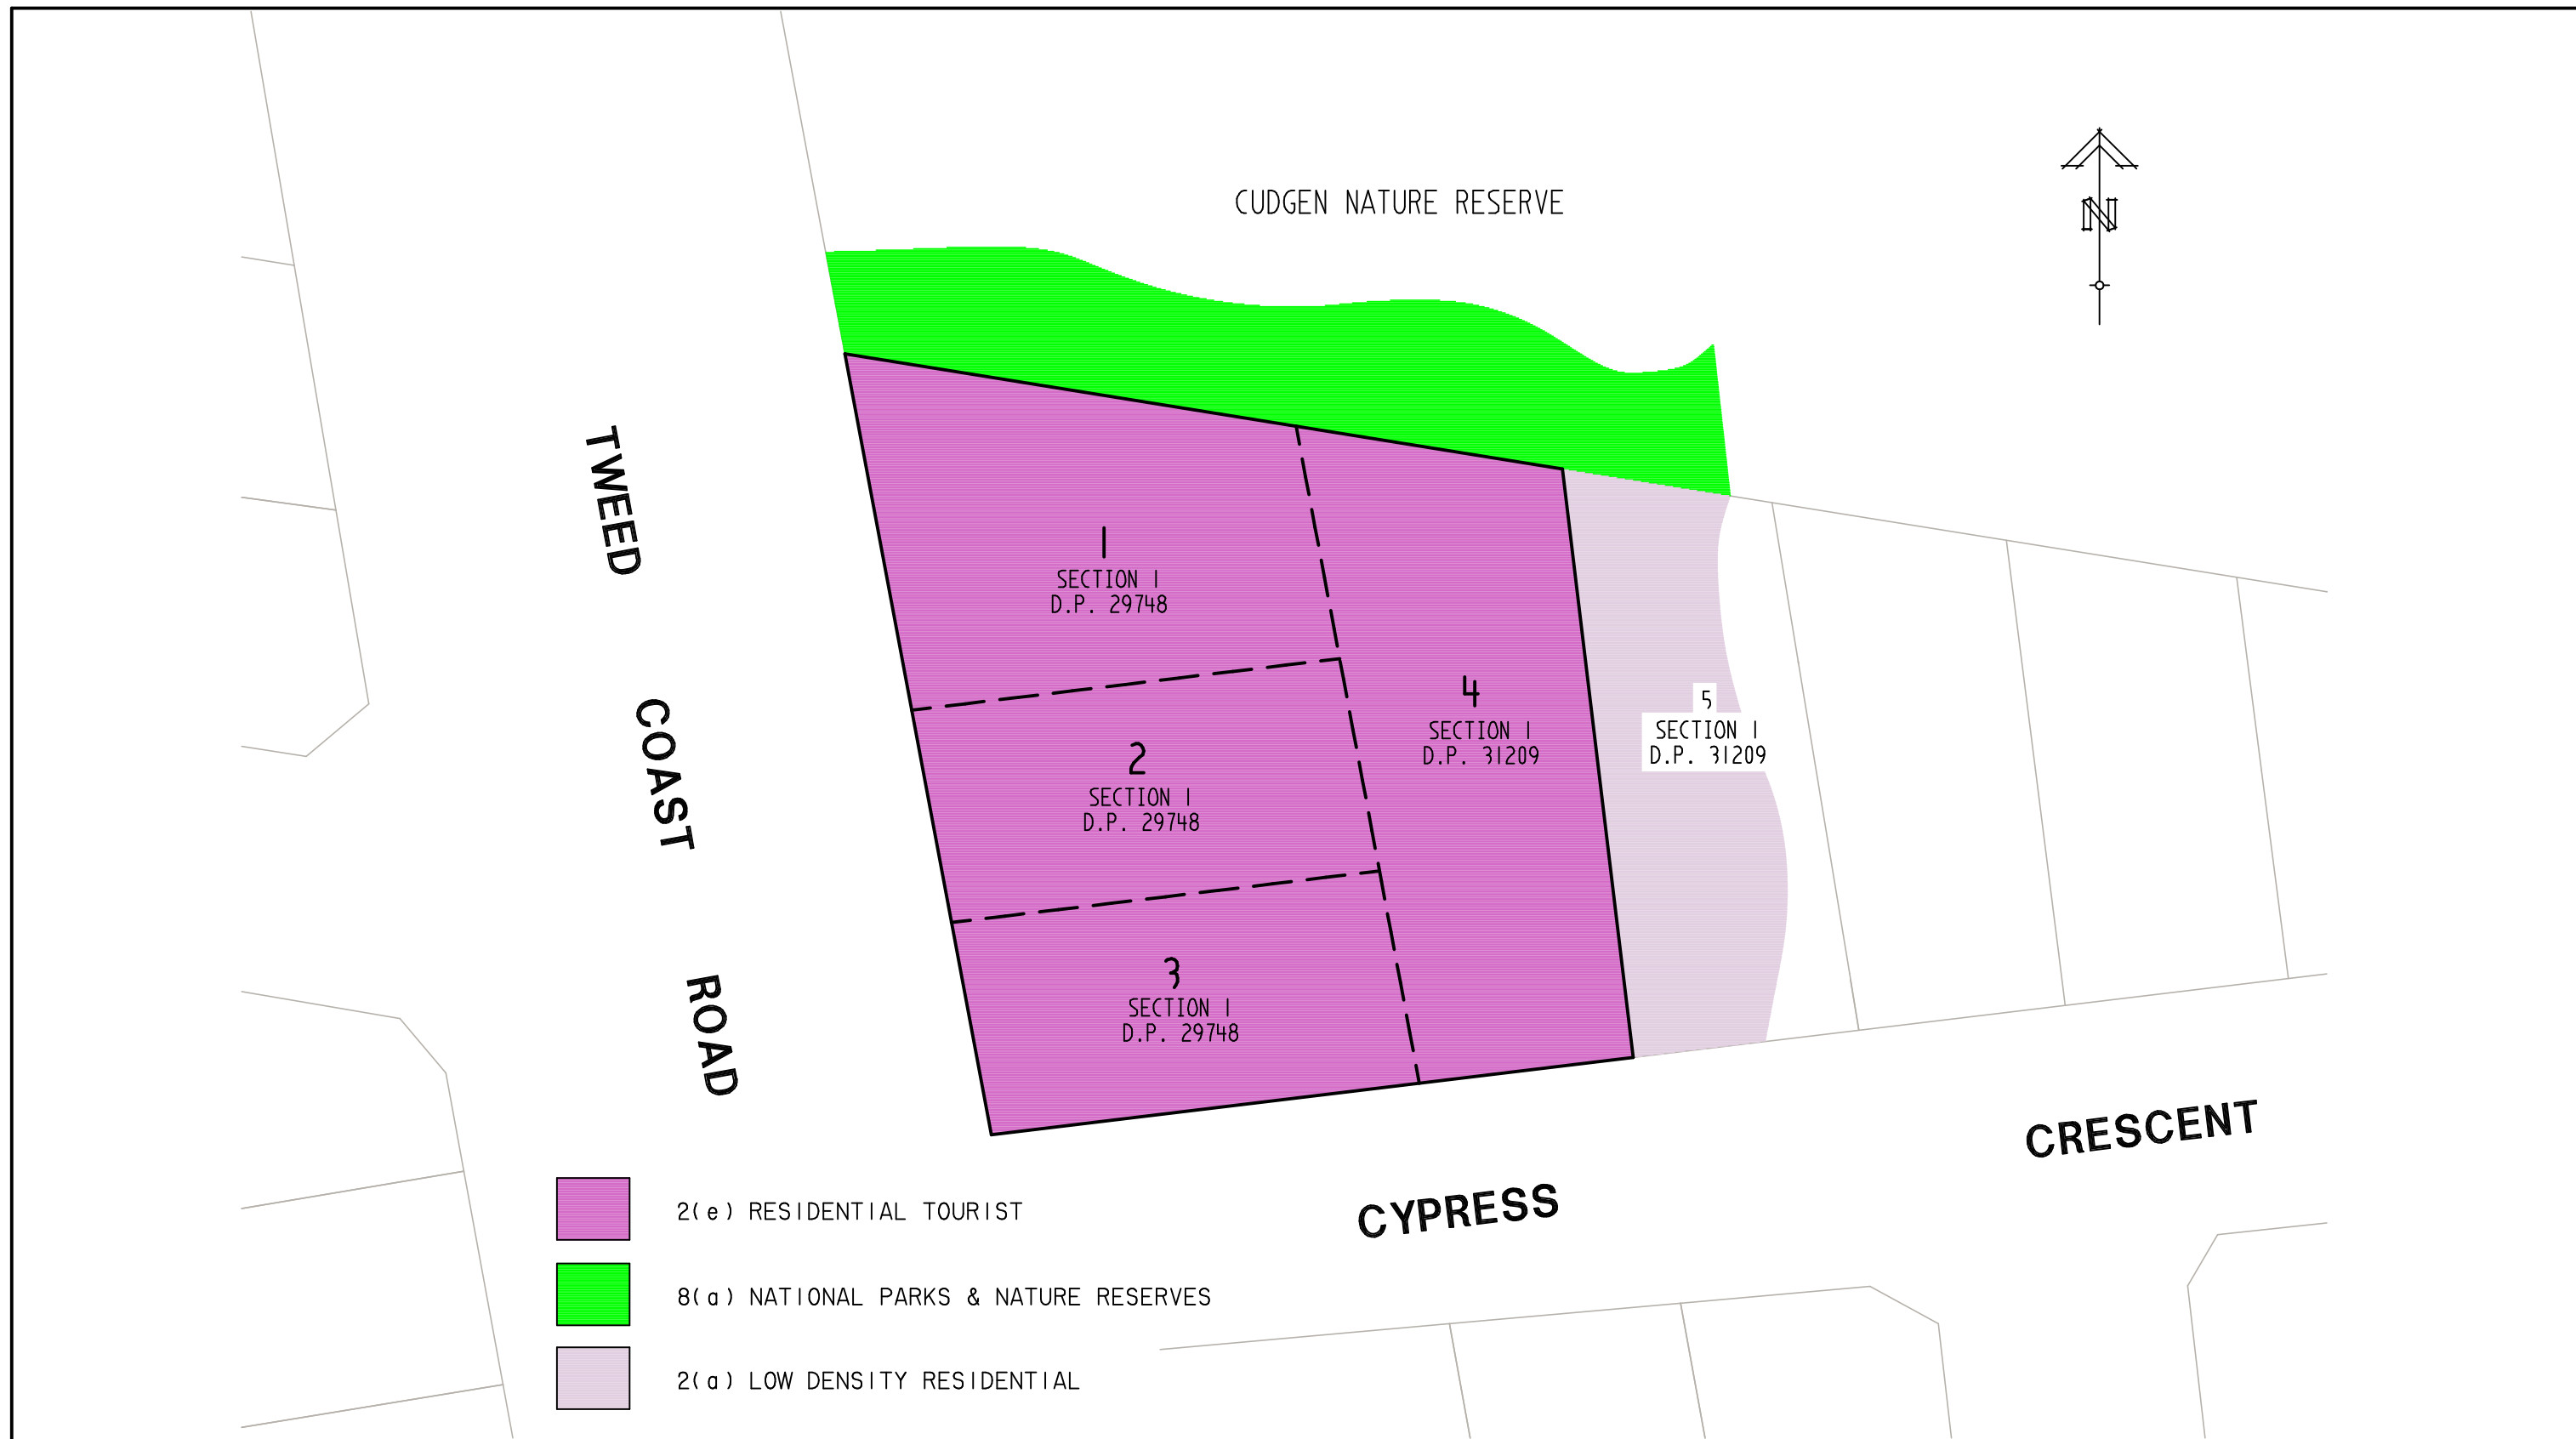 CUDGEN NATURE RESERVE
N
TWEED
COAST
ROAD
1
SECTION 1
D.P. 29748
2
SECTION 1
D.P. 29748
3
SECTION 1
D.P. 29748
4
SECTION 1
D.P. 31209
5
SECTION 1
D.P. 31209
CYPRESS
CRESCENT
2(e) RESIDENTIAL TOURIST
8(a) NATIONAL PARKS & NATURE RESERVES
2(a) LOW DENSITY RESIDENTIAL